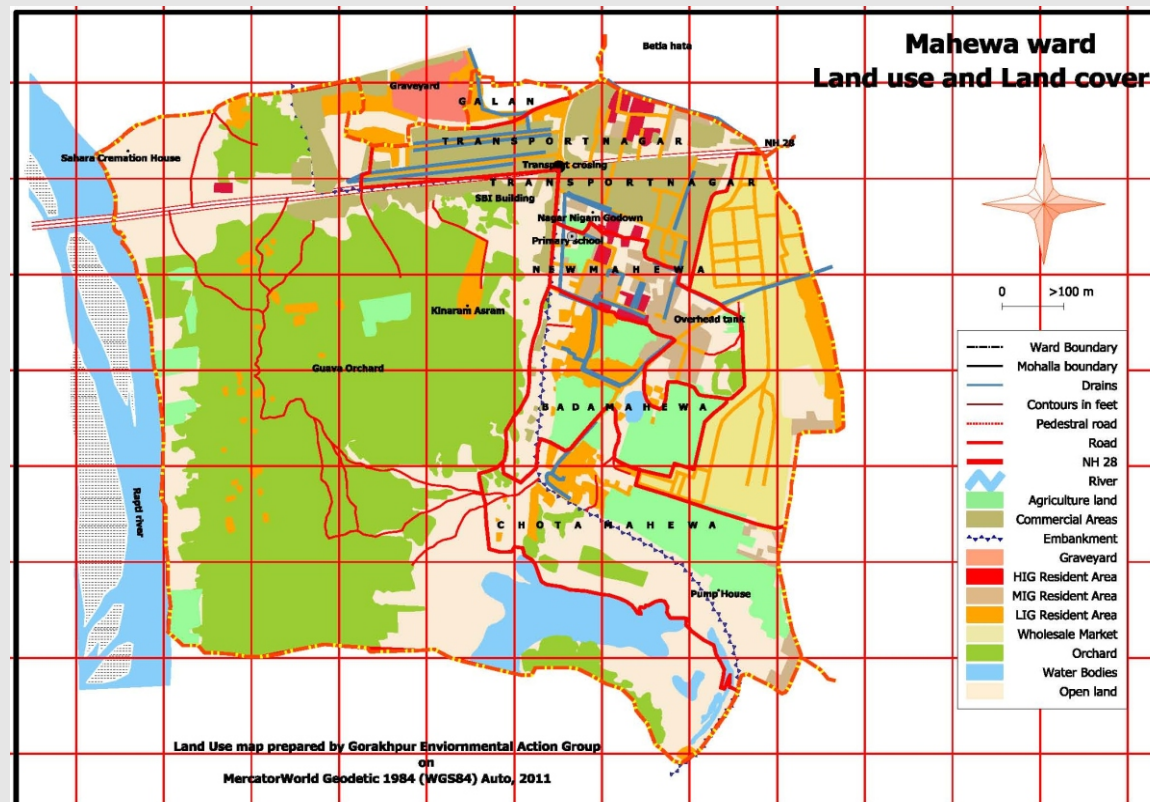 Mahewa ward
Land use and Land cover
Betia hata
Graveyard
G A L A N
T R A N S P O R T N A G A R
NH 28
Sahara Cremation House
Transport crosing
T R A N S P O R T N A G A R
SBI Building
Nagar Nigam Godown
Primary school
N E W M A H E W A
Kinaram Asram
Overhead tank
Guava Orchard
B A D A M A H E W A
Rapti river
C H O T A M A H E W A
Pump House
0 >100 m
Ward Boundary
Mohalla boundary
Drains
Contours in feet
Pedestral road
Road
NH 28
River
Agriculture land
Commercial Areas
Embankment
Graveyard
HIG Resident Area
MIG Resident Area
LIG Resident Area
Wholesale Market
Orchard
Water Bodies
Open land
Land Use map prepared by Gorakhpur Enviornmental Action Group
on
MercatorWorld Geodetic 1984 (WGS84) Auto, 2011